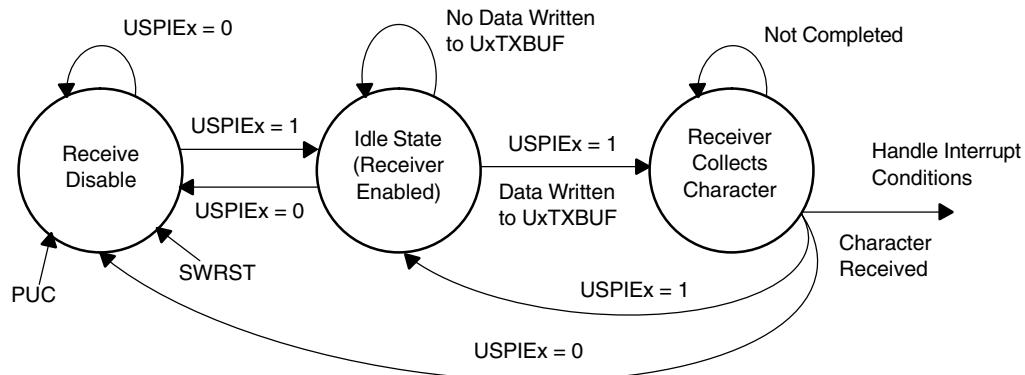 USPIEx = 0
No Data Written
to UxTXBUF
Not Completed
Receive
Disable
USPIEx = 1
USPIEx = 0
Idle State
(Receiver
Enabled)
USPIEx = 1
Data Written
to UxTXBUF
Receiver
Collects
Character
Handle Interrupt
Conditions
Character
Received
PUC
SWRST
USPIEx = 1
USPIEx = 0